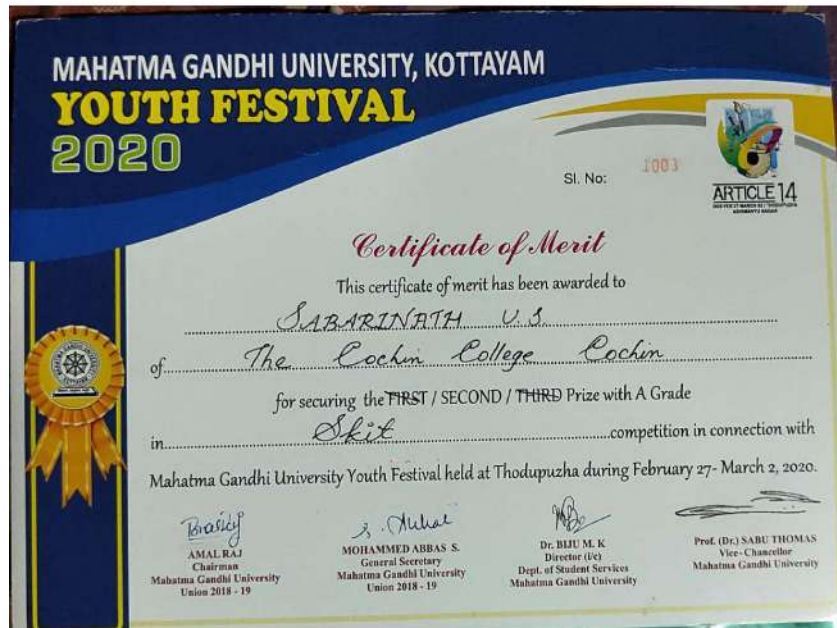 MAHATMA GANDHI UNIVERSITY, KOTTAYAM
YOUTH FESTIVAL
2020
Sl. No: 1003
ARTICLE 14
Certificate of Merit
This certificate of merit has been awarded to
SABARINATH V.S.
of The Cochin College Cochin
for securing the FIRST / SECOND / THIRD Prize with A Grade
in Skit competition in connection with
Mahatma Gandhi University Youth Festival held at Thodupuzha during February 27- March 2, 2020.
AMAL RAJ
Chairman
Mahatma Gandhi University
Union 2018 - 19
MOHAMMED ABBAS S.
General Secretary
Mahatma Gandhi University
Union 2018 - 19
Dr. BIJU M. K
Director (i/c)
Dept. of Student Services
Mahatma Gandhi University
Prof. (Dr.) SABU THOMAS
Vice- Chancellor
Mahatma Gandhi University